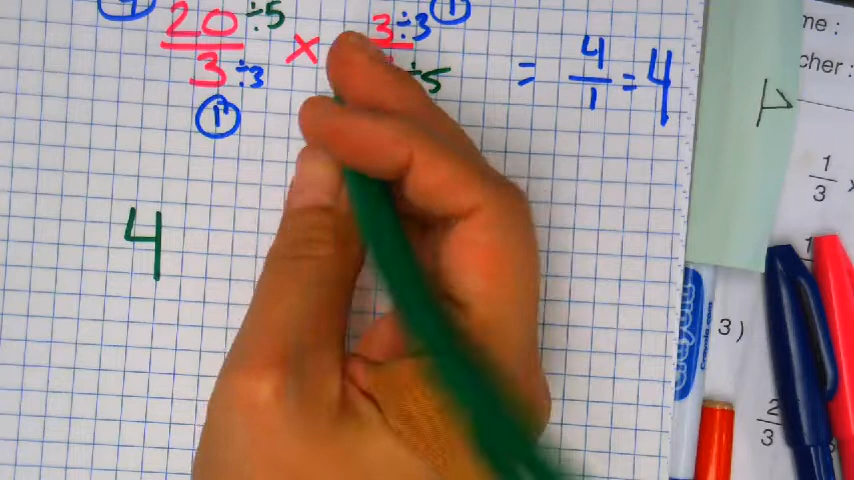 20 ÷5 × 3 ÷3 1
3 ÷3 ÷5 = 4/1 = 4
1
4
me :
cher :
1/3
3)
2/3
Crayola